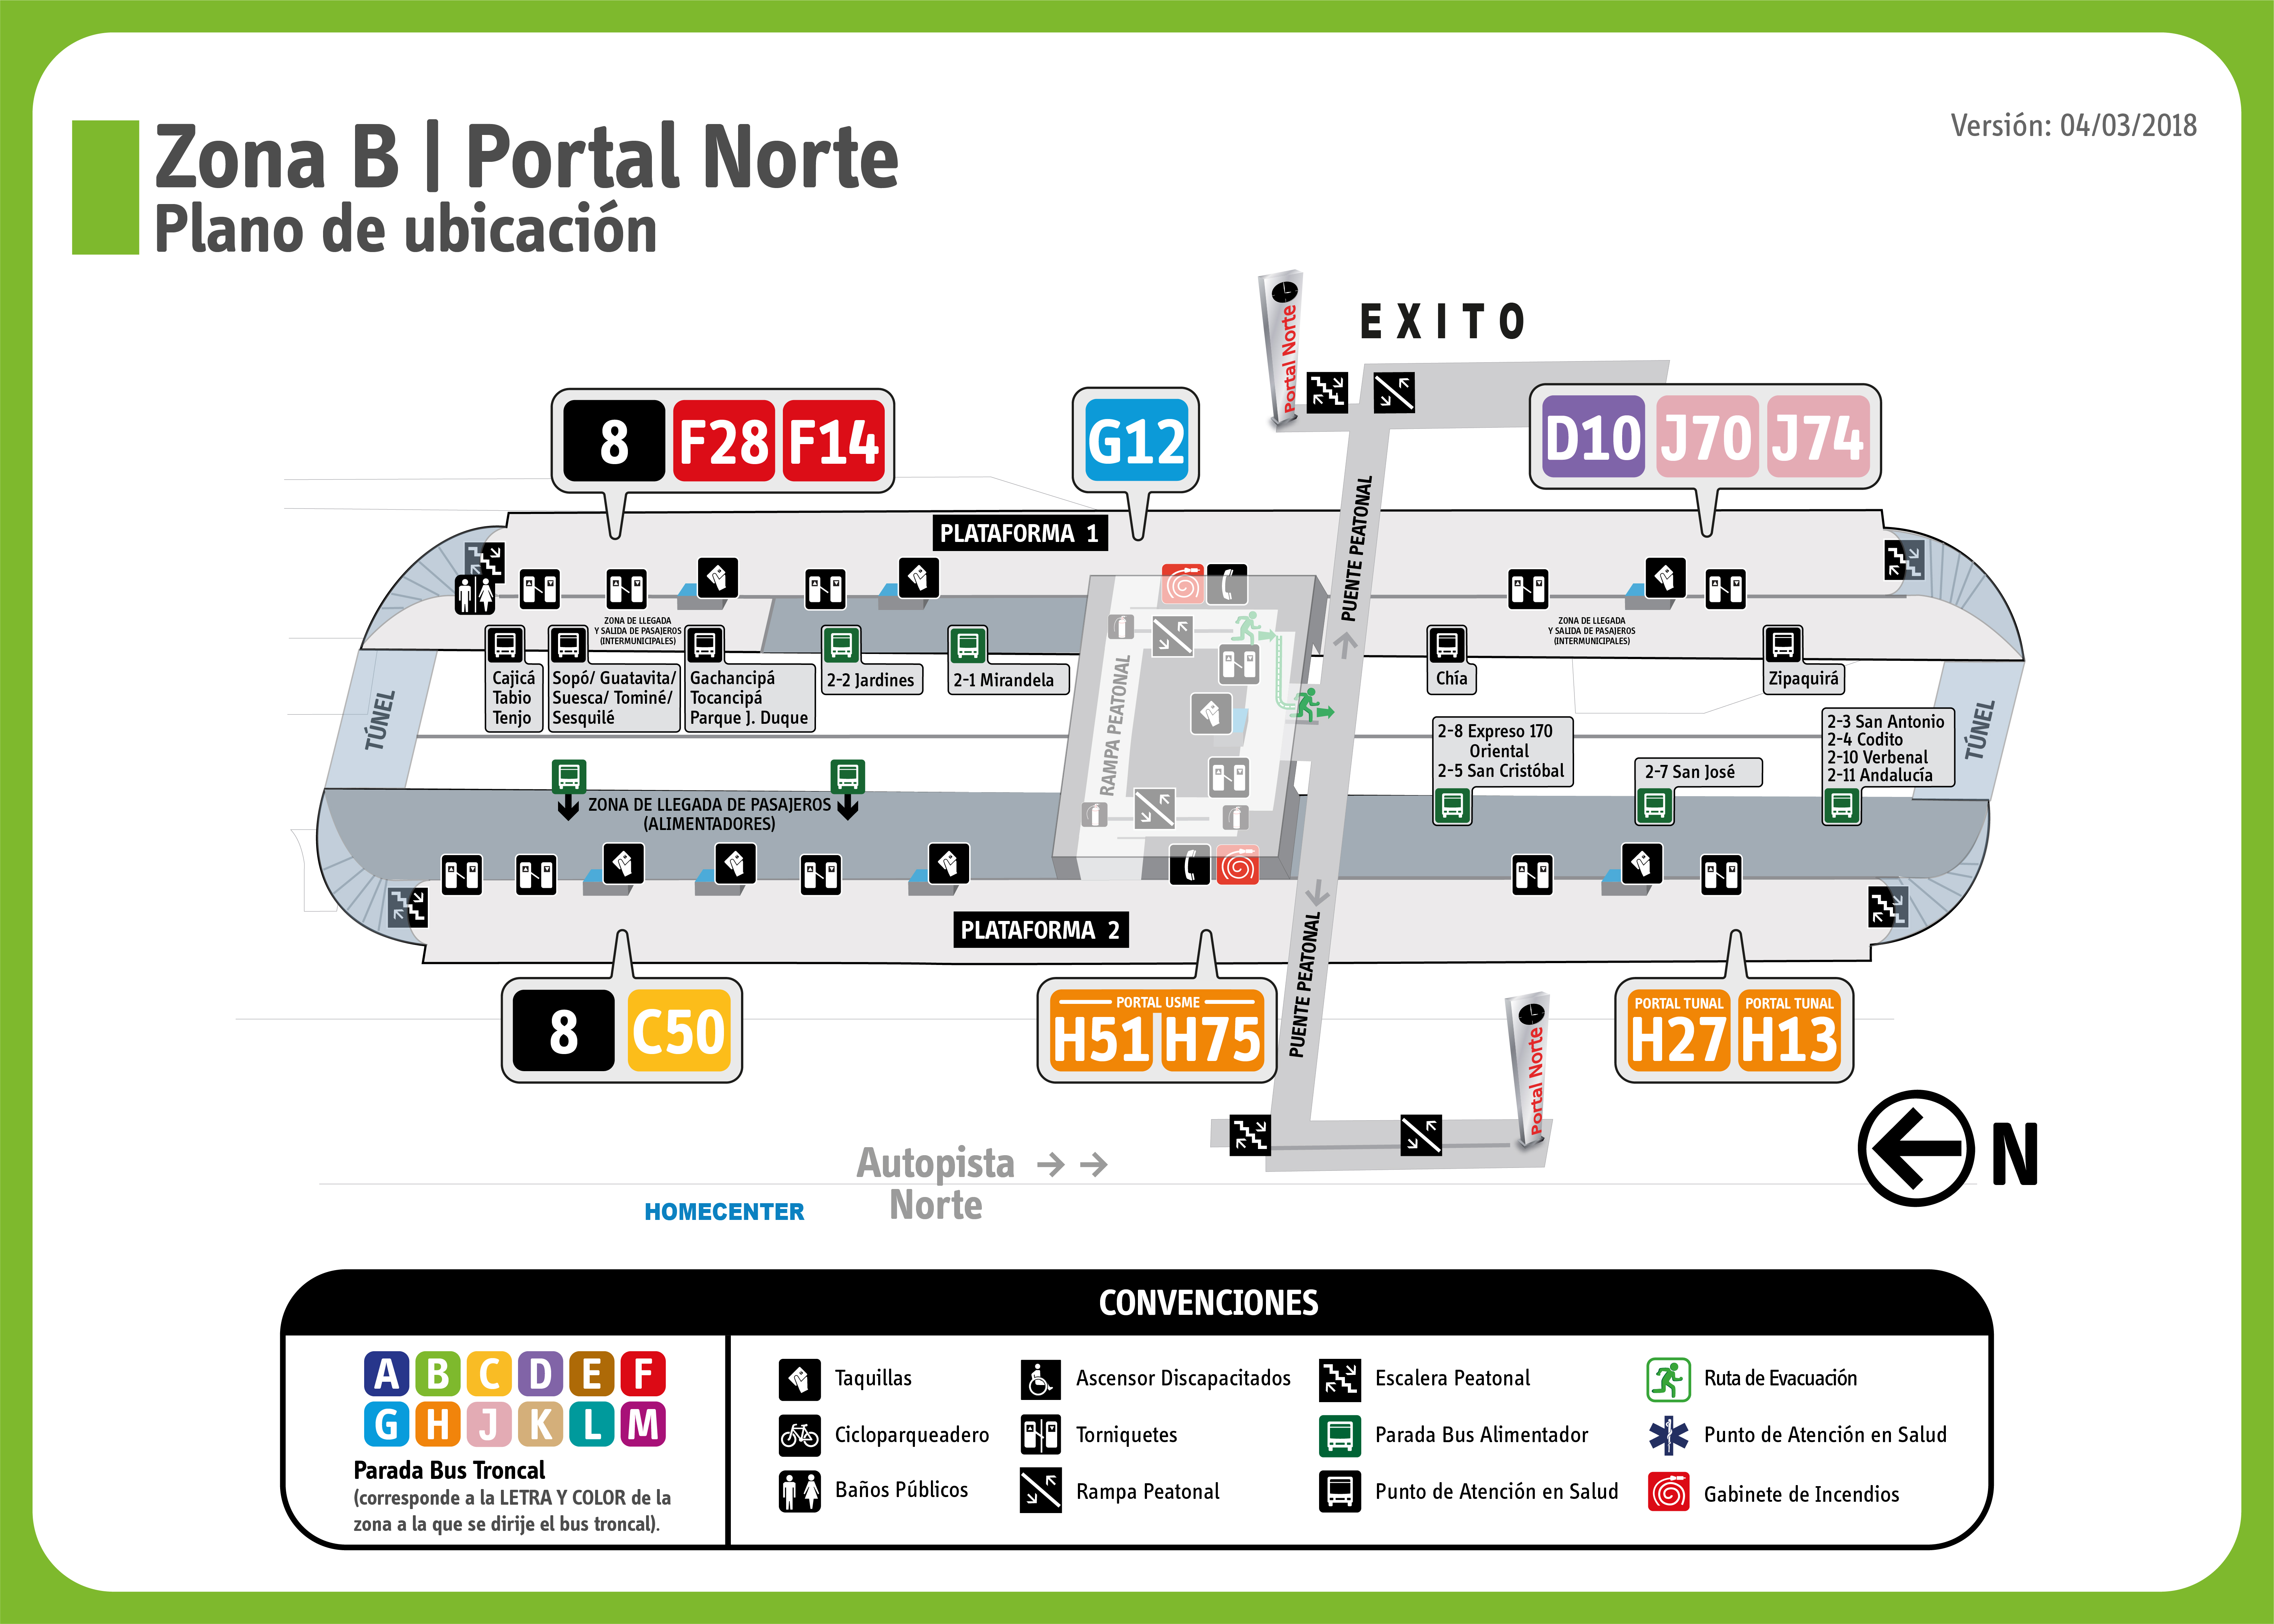 Versión: 04/03/2018
Zona B | Portal Norte
Plano de ubicación
Portal Norte
EXITO
8
F28
F14
G12
D10
J70
J74
PLATAFORMA 1
PUENTE PEATONAL
ZONA DE LLEGADA
Y SALIDA DE PASAJEROS
(INTERMUNICIPALES)
ZONA DE LLEGADA
Y SALIDA DE PASAJEROS
(INTERMUNICIPALES)
Cajicá
Tabio
Tenjo
Sopó/ Guatavita/
Suesca/ Tominé/
Sesquilé
Gachancipá
Tocancipá
Parque J. Duque
2-2 Jardines
2-1 Mirandela
RAMPA PEATONAL
Chía
Zipaquirá
TÚNEL
TÚNEL
2-8 Expreso 170
Oriental
2-5 San Cristóbal
2-7 San José
2-3 San Antonio
2-4 Codito
2-10 Verbenal
2-11 Andalucía
ZONA DE LLEGADA DE PASAJEROS
(ALIMENTADORES)
PLATAFORMA 2
PUENTE PEATONAL
8
C50
PORTAL USME
H51 H75
PORTAL TUNAL
H27
PORTAL TUNAL
H13
Portal Norte
Autopista
Norte
HOMECENTER
N
CONVENCIONES
A B C D E F
G H J K L M
Parada Bus Troncal
(corresponde a la LETRA Y COLOR de la
zona a la que se dirije el bus troncal).
Taquillas
Cicloparqueadero
Baños Públicos
Ascensor Discapacitados
Torniquetes
Rampa Peatonal
Escalera Peatonal
Parada Bus Alimentador
Punto de Atención en Salud
Ruta de Evacuación
Punto de Atención en Salud
Gabinete de Incendios